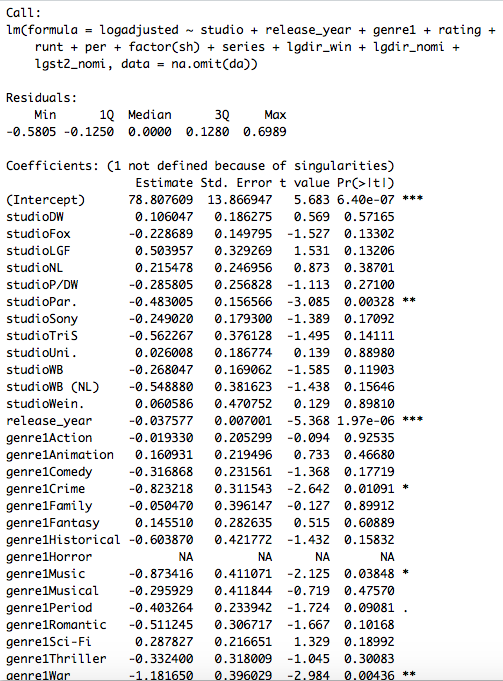 Call:
lm(formula = logadjusted ~ studio + release_year + genre1 + rating +
    runt + per + factor(sh) + series + lgdir_win + lgdir_nomi +
    lgst2_nomi, data = na.omit(da))
Residuals:
    Min      1Q  Median      3Q     Max
-0.5805 -0.1250  0.0000  0.1280  0.6989
Coefficients: (1 not defined because of singularities)
                 Estimate Std. Error t value Pr(>|t|)
(Intercept)     78.807609  13.866947   5.683 6.40e-07 ***
studioDW         0.106047   0.186275   0.569  0.57165
studioFox       -0.228689   0.149795  -1.527  0.13302
studioLGF        0.503957   0.329269   1.531  0.13206
studioNL         0.215478   0.246956   0.873  0.38701
studioP/DW      -0.285805   0.256828  -1.113  0.27100
studioPar.      -0.483005   0.156566  -3.085  0.00328 **
studioSony      -0.249020   0.179300  -1.389  0.17092
studioTriS      -0.562267   0.376128  -1.495  0.14111
studioUni.       0.026008   0.186774   0.139  0.88980
studioWB        -0.268047   0.169062  -1.585  0.11903
studioWB (NL)   -0.548880   0.381623  -1.438  0.15646
studioWein.      0.060586   0.470752   0.129  0.89810
release_year    -0.037577   0.007001  -5.368 1.97e-06 ***
genre1Action    -0.019330   0.205299  -0.094  0.92535
genre1Animation  0.160931   0.219496   0.733  0.46680
genre1Comedy    -0.316868   0.231561  -1.368  0.17719
genre1Crime     -0.823218   0.311543  -2.642  0.01091 *
genre1Family    -0.050470   0.396147  -0.127  0.89912
genre1Fantasy    0.145510   0.282635   0.515  0.60889
genre1Historical -0.603870   0.421772  -1.432  0.15832
genre1Horror           NA         NA      NA       NA
genre1Music     -0.873416   0.411071  -2.125  0.03848 *
genre1Musical   -0.295929   0.411844  -0.719  0.47570
genre1Period    -0.403264   0.233942  -1.724  0.09081 .
genre1Romantic  -0.511245   0.306717  -1.667  0.10168
genre1Sci-Fi     0.287827   0.216651   1.329  0.18992
genre1Thriller  -0.332400   0.318009  -1.045  0.30083
genre1War       -1.181650   0.396029  -2.984  0.00436 **